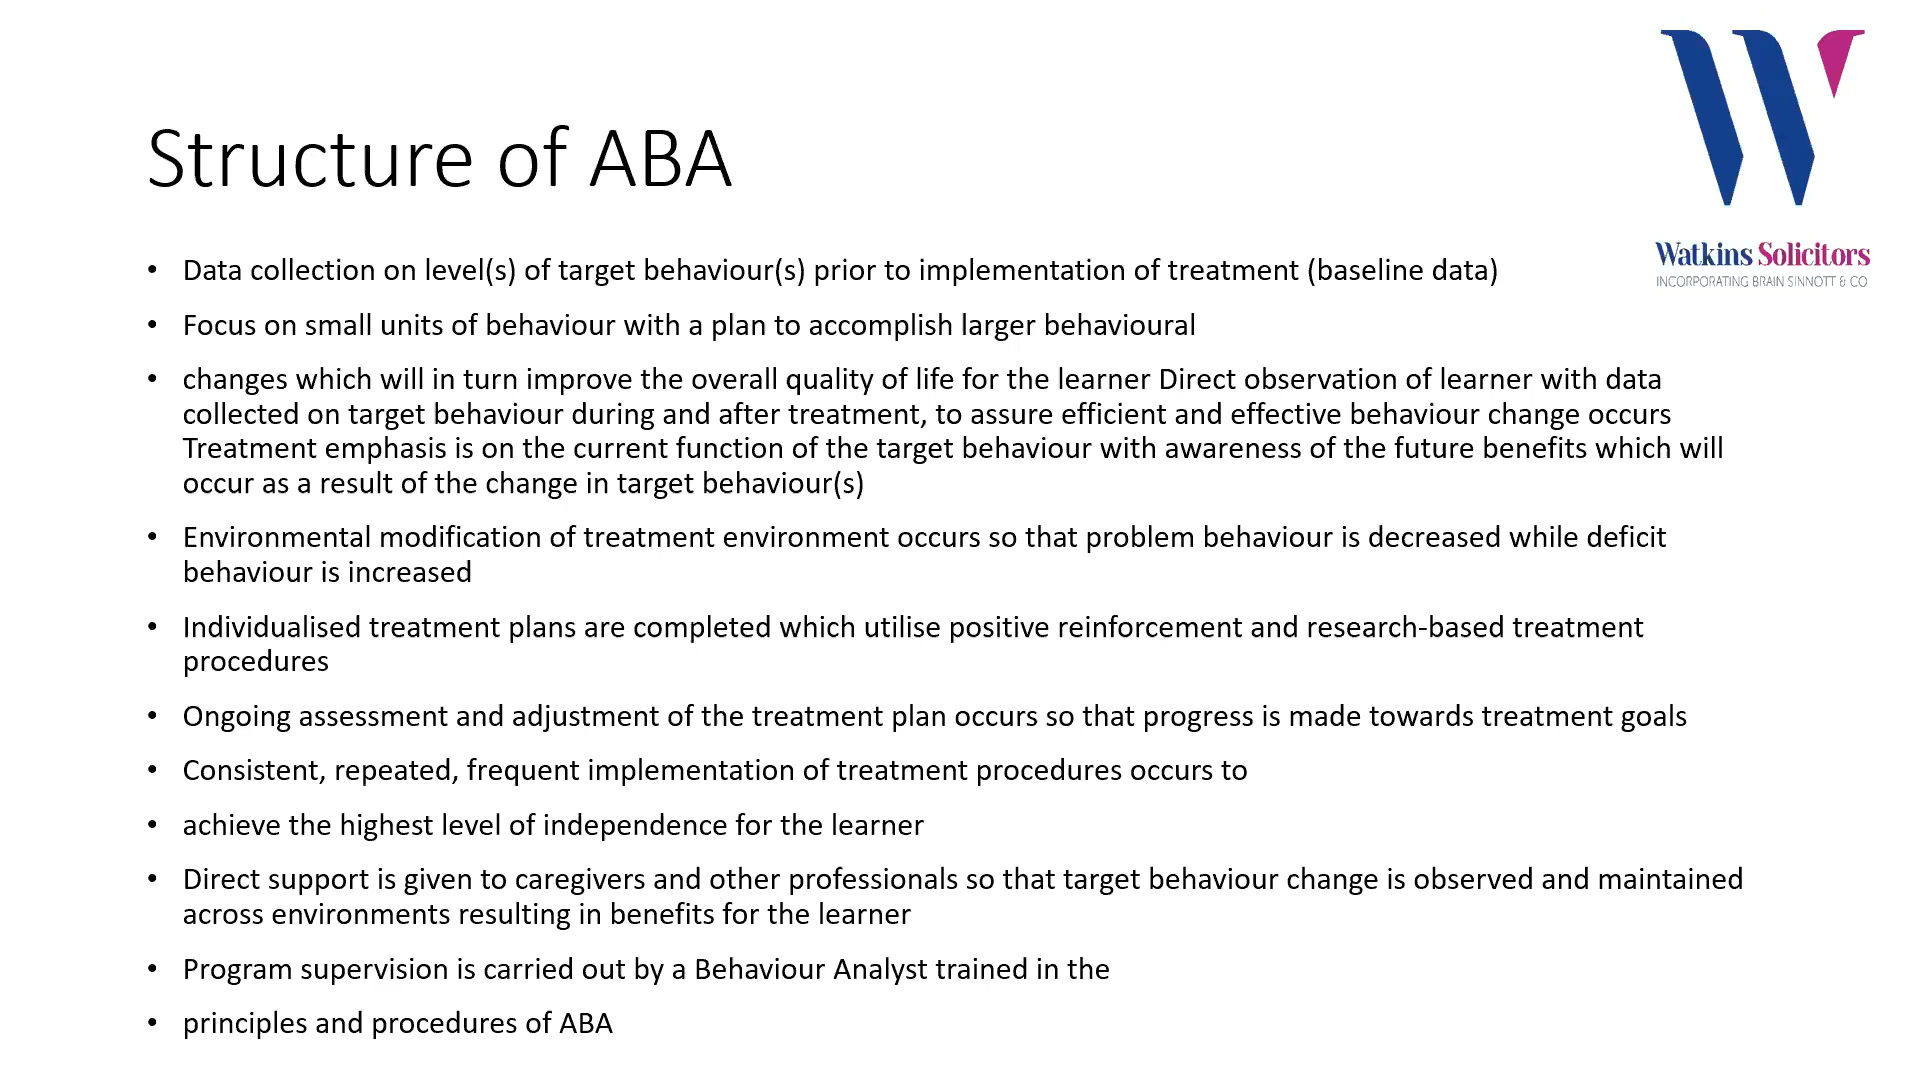 Structure of ABA
Watkins Solicitors
INCORPORATING BRAIN SINNOTT & CO
• Data collection on level(s) of target behaviour(s) prior to implementation of treatment (baseline data)
• Focus on small units of behaviour with a plan to accomplish larger behavioural
• changes which will in turn improve the overall quality of life for the learner Direct observation of learner with data
collected on target behaviour during and after treatment, to assure efficient and effective behaviour change occurs
Treatment emphasis is on the current function of the target behaviour with awareness of the future benefits which will
occur as a result of the change in target behaviour(s)
• Environmental modification of treatment environment occurs so that problem behaviour is decreased while deficit
behaviour is increased
• Individualised treatment plans are completed which utilise positive reinforcement and research-based treatment
procedures
• Ongoing assessment and adjustment of the treatment plan occurs so that progress is made towards treatment goals
• Consistent, repeated, frequent implementation of treatment procedures occurs to
• achieve the highest level of independence for the learner
• Direct support is given to caregivers and other professionals so that target behaviour change is observed and maintained
across environments resulting in benefits for the learner
• Program supervision is carried out by a Behaviour Analyst trained in the
• principles and procedures of ABA